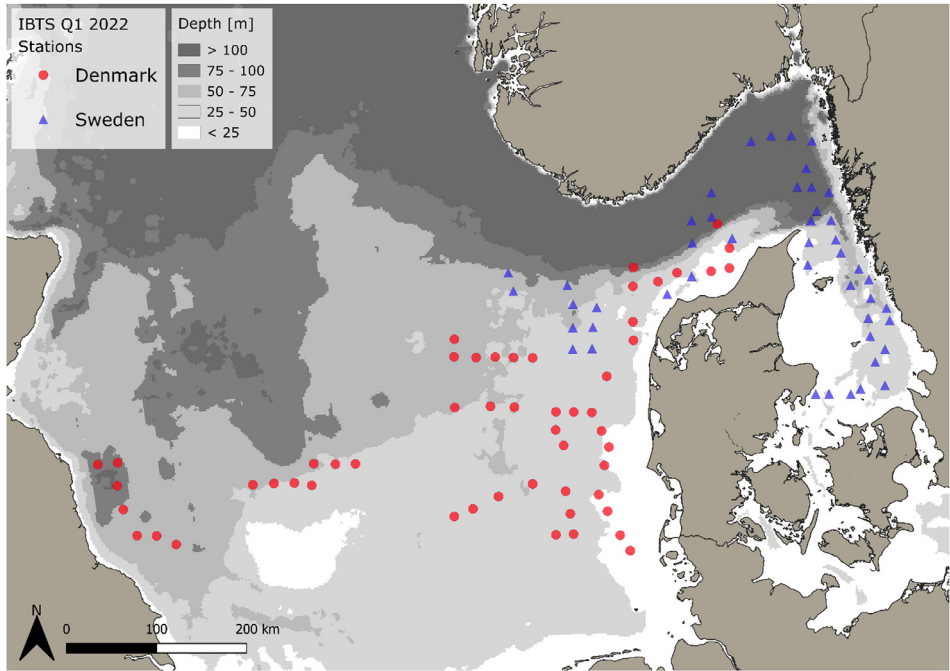 IBTS Q1 2022
Stations
Denmark
Sweden
Depth [m]
> 100
75 - 100
50 - 75
25 - 50
< 25
N
0 100 200 km